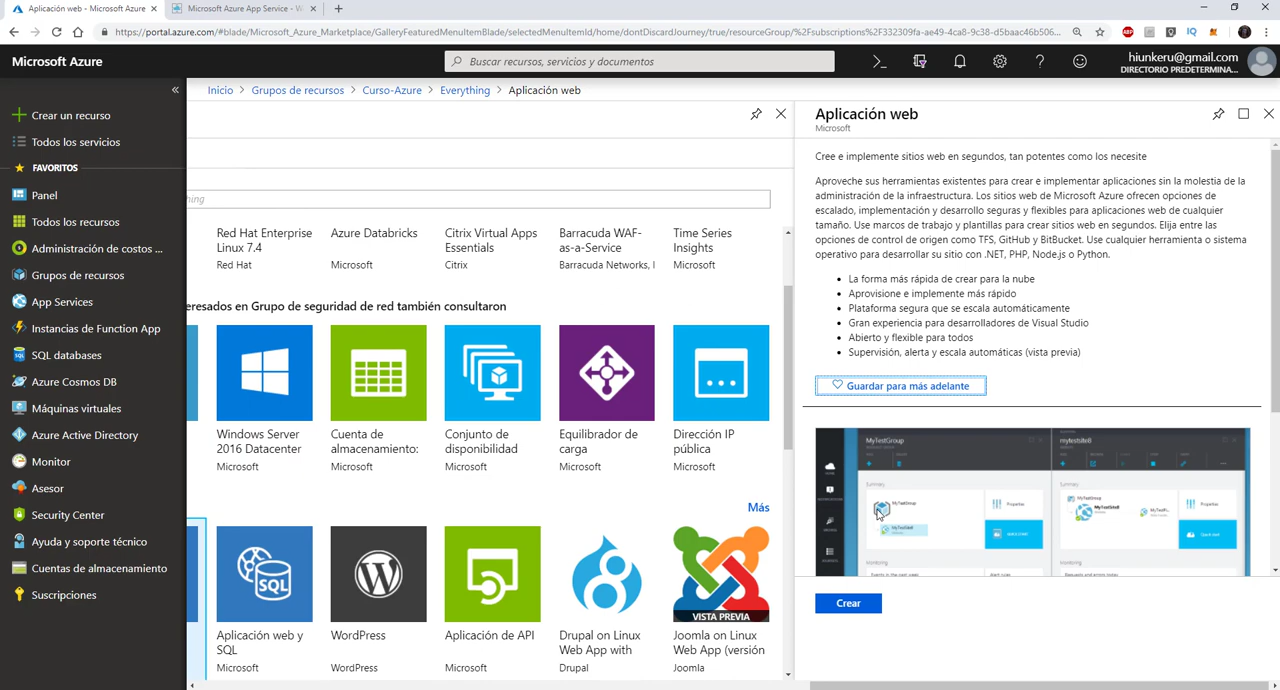 Aplicación web - Microsoft Azure
Microsoft Azure App Service - W
https://portal.azure.com/#blade/Microsoft_Azure_Marketplace/GalleryFeaturedMenuItemBlade/selectedMenuItemId/home/dontDiscardJourney/true/resourceGroup/%2Fsubscriptions%2F332309fa-ae49-4ca8-9c38-d5baac46b506...
Microsoft Azure
Buscar recursos, servicios y documentos
hiunkeru@gmail.com
DIRECTORIO PREDETERMINA...
Inicio > Grupos de recursos > Curso-Azure > Everything > Aplicación web
Crear un recurso
Todos los servicios
FAVORITOS
Panel
Todos los recursos
Administración de costos ...
Grupos de recursos
App Services
Instancias de Function App
SQL databases
Azure Cosmos DB
Máquinas virtuales
Azure Active Directory
Monitor
Asesor
Security Center
Ayuda y soporte técnico
Cuentas de almacenamiento
Suscripciones
hing
Red Hat Enterprise
Linux 7.4
Red Hat
Azure Databricks
Microsoft
Citrix Virtual Apps
Essentials
Citrix
Barracuda WAF-
as-a-Service
Barracuda Networks, I
Time Series
Insights
Microsoft
eresados en Grupo de seguridad de red también consultaron
Windows Server
2016 Datacenter
Microsoft
Cuenta de
almacenamiento:
Microsoft
Conjunto de
disponibilidad
Microsoft
Equilibrador de
carga
Microsoft
Dirección IP
pública
Microsoft
Más
SQL
Aplicación web y
SQL
Microsoft
WordPress
WordPress
Aplicación de API
Microsoft
Drupal on Linux
Web App with
Drupal
VISTA PREVIA
Joomla on Linux
Web App (versión
Joomla
Aplicación web
Microsoft
Cree e implemente sitios web en segundos, tan potentes como los necesite
Aproveche sus herramientas existentes para crear e implementar aplicaciones sin la molestia de la
administración de la infraestructura. Los sitios web de Microsoft Azure ofrecen opciones de
escalado, implementación y desarrollo seguras y flexibles para aplicaciones web de cualquier
tamaño. Use marcos de trabajo y plantillas para crear sitios web en segundos. Elija entre las
opciones de control de origen como TFS, GitHub y BitBucket. Use cualquier herramienta o sistema
operativo para desarrollar su sitio con .NET, PHP, Node.js o Python.
• La forma más rápida de crear para la nube
• Aprovisione e implemente más rápido
• Plataforma segura que se escala automáticamente
• Gran experiencia para desarrolladores de Visual Studio
• Abierto y flexible para todos
• Supervisión, alerta y escala automáticas (vista previa)
Guardar para más adelante
MyTestGroup
mytestsite8
Summary
Summary
MyTestGroup
Properties
Properties
Monitoring
Monitoring
Events in the past week
Crear